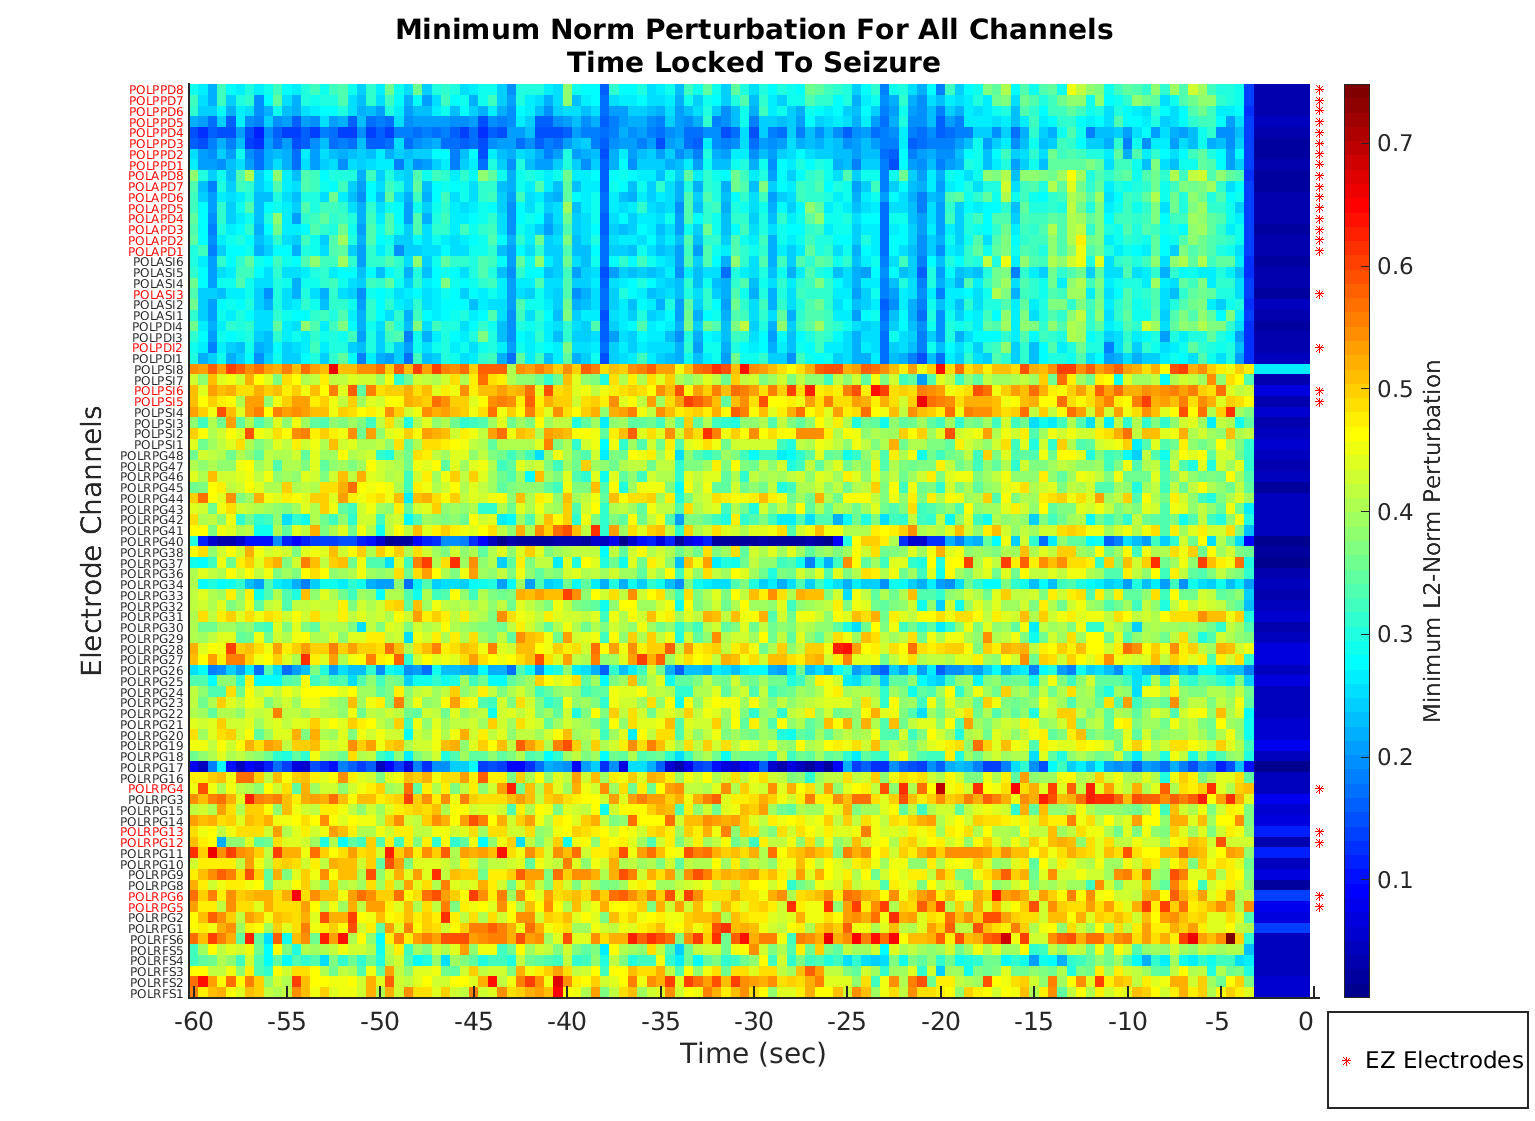 Minimum Norm Perturbation For All Channels
Time Locked To Seizure
POLPPD8
POLPPD7
POLPPD6
POLPPD5
POLPPD4
POLPPD3
POLPPD2
POLPPD1
POLAPD8
POLAPD7
POLAPD6
POLAPD5
POLAPD4
POLAPD3
POLAPD2
POLAPD1
POLASI6
POLASI5
POLASI4
POLASI3
POLASI2
POLASI1
POLPDI4
POLPDI3
POLPDI2
POLPDI1
POLPSI8
POLPSI7
POLPSI6
POLPSI5
POLPSI4
POLPSI3
POLPSI2
POLPSI1
POLRPG48
POLRPG47
POLRPG46
POLRPG45
POLRPG44
POLRPG43
POLRPG42
POLRPG41
POLRPG40
POLRPG38
POLRPG37
POLRPG36
POLRPG34
POLRPG33
POLRPG32
POLRPG31
POLRPG30
POLRPG29
POLRPG28
POLRPG27
POLRPG26
POLRPG25
POLRPG24
POLRPG23
POLRPG22
POLRPG21
POLRPG20
POLRPG19
POLRPG18
POLRPG17
POLRPG16
POLRPG4
POLRPG3
POLRPG15
POLRPG14
POLRPG13
POLRPG12
POLRPG11
POLRPG10
POLRPG9
POLRPG8
POLRPG6
POLRPG5
POLRPG2
POLRPG1
POLRFS6
POLRFS5
POLRFS4
POLRFS3
POLRFS2
POLRFS1
Electrode Channels
-60 -55 -50 -45 -40 -35 -30 -25 -20 -15 -10 -5 0
Time (sec)
0.7
0.6
0.5
0.4
0.3
0.2
0.1
Minimum L2-Norm Perturbation
EZ Electrodes